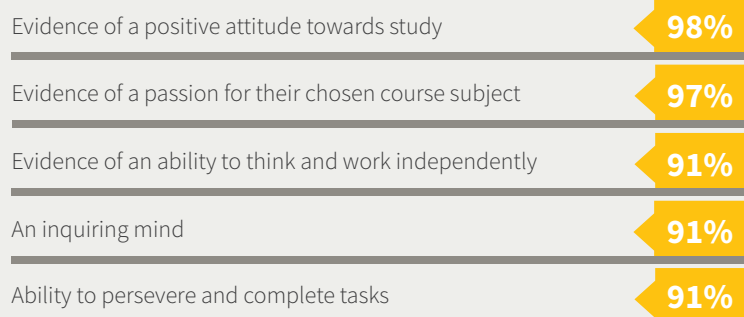 Evidence of a positive attitude towards study 98%
Evidence of a passion for their chosen course subject 97%
Evidence of an ability to think and work independently 91%
An inquiring mind 91%
Ability to persevere and complete tasks 91%